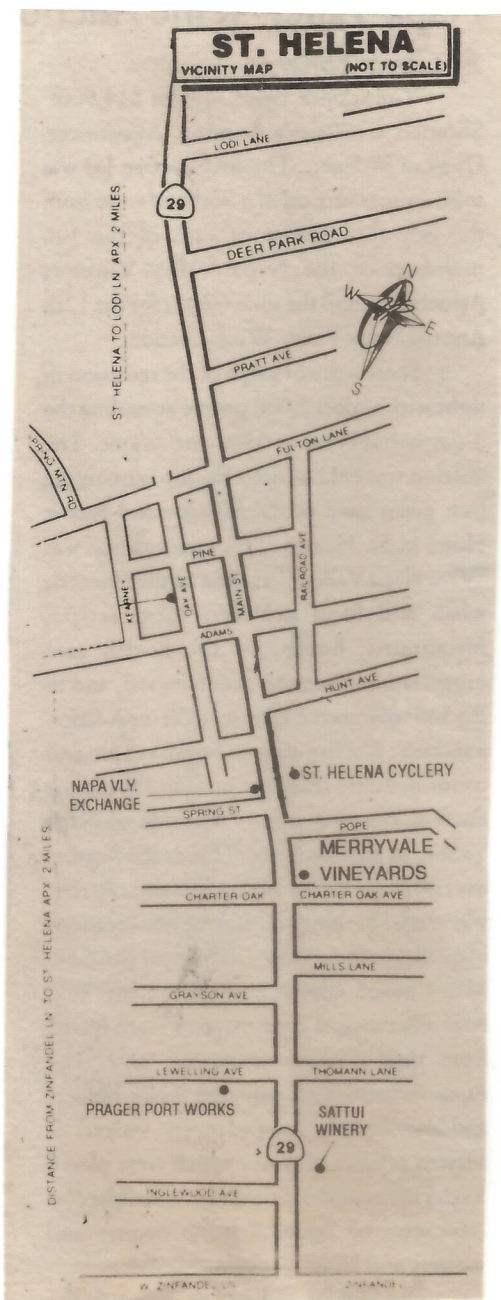 ST. HELENA
VICINITY MAP (NOT TO SCALE)
LODI LANE
29
ST HELENA TO LODI LN APX 2 MILES
DEER PARK ROAD
N
W
E
S
PRATT AVE
FULTON LANE
SPRING MTN RD
PINE
KEARNEY
OAK AVE
MAIN ST
RAILROAD AVE
ADAMS
HUNT AVE
ST. HELENA CYCLERY
NAPA VLY.
EXCHANGE
SPRING ST
POPE
MERRYVALE
VINEYARDS
CHARTER OAK
CHARTER OAK AVE
MILLS LANE
GRAYSON AVE
DISTANCE FROM ZINFANDEL LN TO ST HELENA APX 2 MILES
LEWELLING AVE
THOMANN LANE
PRAGER PORT WORKS
SATTUI
WINERY
29
INGLEWOOD AVE
W ZINFANDEL LN
ZINFANDEL